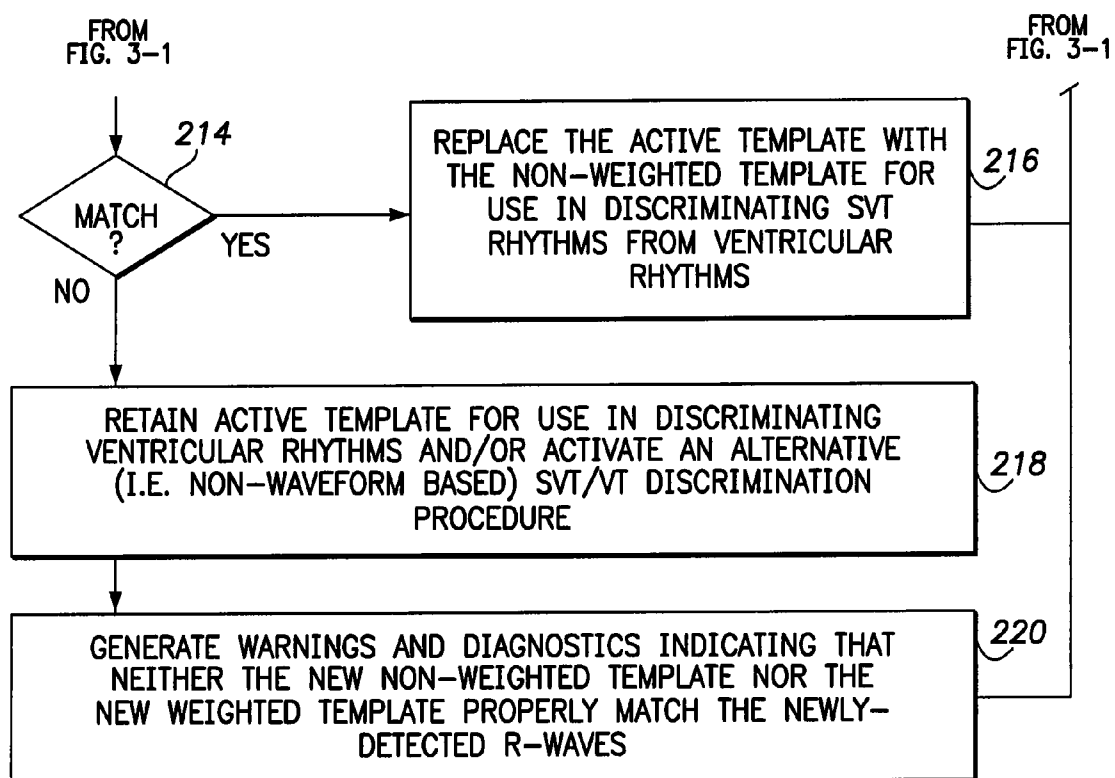 FROM
FIG. 3-1
FROM
FIG. 3-1
214
MATCH
?
YES
NO
REPLACE THE ACTIVE TEMPLATE WITH
THE NON-WEIGHTED TEMPLATE FOR
USE IN DISCRIMINATING SVT
RHYTHMS FROM VENTRICULAR
RHYTHMS
216
RETAIN ACTIVE TEMPLATE FOR USE IN DISCRIMINATING
VENTRICULAR RHYTHMS AND/OR ACTIVATE AN ALTERNATIVE
(I.E. NON-WAVEFORM BASED) SVT/VT DISCRIMINATION
PROCEDURE
218
GENERATE WARNINGS AND DIAGNOSTICS INDICATING THAT
NEITHER THE NEW NON-WEIGHTED TEMPLATE NOR THE
NEW WEIGHTED TEMPLATE PROPERLY MATCH THE NEWLY-
DETECTED R-WAVES
220